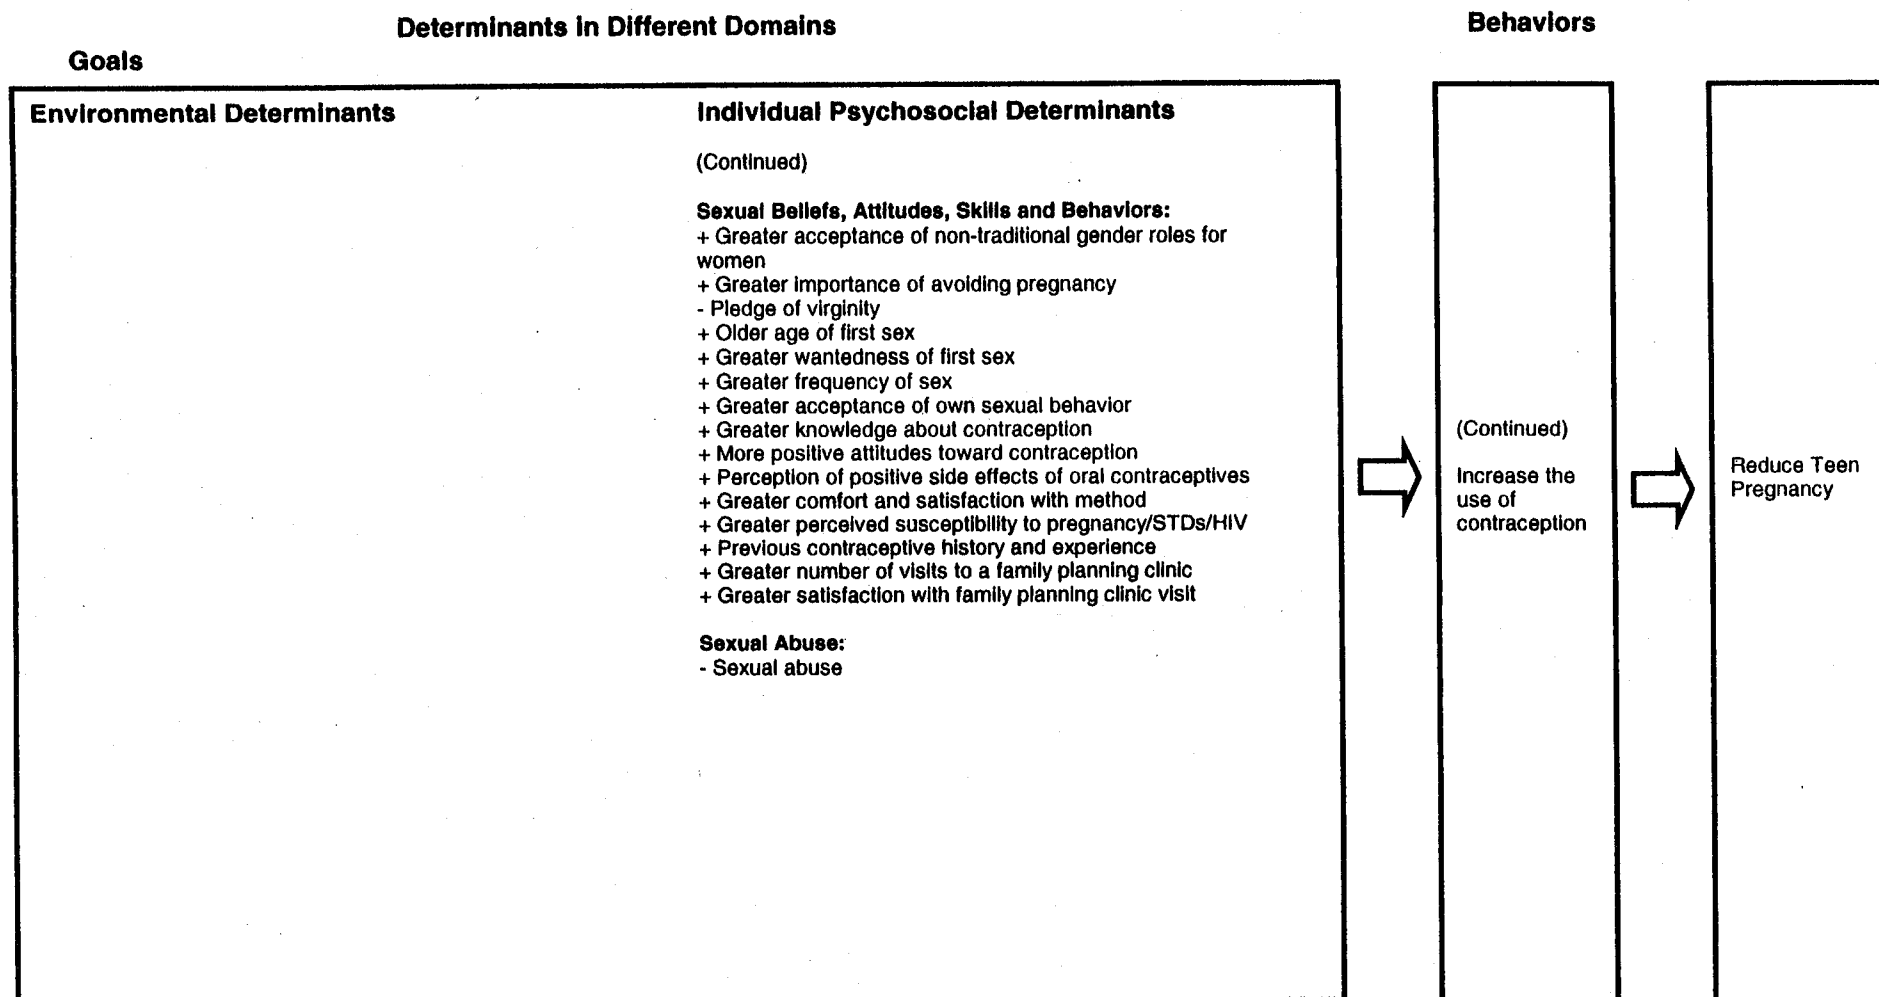 Determinants in Different Domains
Behaviors
Goals
Environmental Determinants
Individual Psychosocial Determinants
(Continued)
Sexual Beliefs, Attitudes, Skills and Behaviors:
+ Greater acceptance of non-traditional gender roles for
women
+ Greater importance of avoiding pregnancy
- Pledge of virginity
+ Older age of first sex
+ Greater wantedness of first sex
+ Greater frequency of sex
+ Greater acceptance of own sexual behavior
+ Greater knowledge about contraception
+ More positive attitudes toward contraception
+ Perception of positive side effects of oral contraceptives
+ Greater comfort and satisfaction with method
+ Greater perceived susceptibility to pregnancy/STDs/HIV
+ Previous contraceptive history and experience
+ Greater number of visits to a family planning clinic
+ Greater satisfaction with family planning clinic visit
Sexual Abuse:
- Sexual abuse
(Continued)
Increase the
use of
contraception
Reduce Teen
Pregnancy